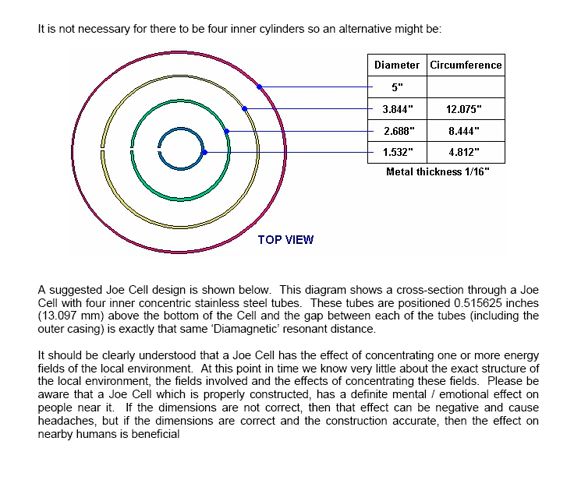 It is not necessary for there to be four inner cylinders so an alternative might be:
Diameter Circumference
5"
3.844" 12.075"
2.688" 8.444"
1.532" 4.812"
Metal thickness 1/16"
TOP VIEW
A suggested Joe Cell design is shown below. This diagram shows a cross-section through a Joe
Cell with four inner concentric stainless steel tubes. These tubes are positioned 0.515625 inches
(13.097 mm) above the bottom of the Cell and the gap between each of the tubes (including the
outer casing) is exactly that same 'Diamagnetic' resonant distance.
It should be clearly understood that a Joe Cell has the effect of concentrating one or more energy
fields of the local environment. At this point in time we know very little about the exact structure of
the local environment, the fields involved and the effects of concentrating these fields. Please be
aware that a Joe Cell which is properly constructed, has a definite mental / emotional effect on
people near it. If the dimensions are not correct, then that effect can be negative and cause
headaches, but if the dimensions are correct and the construction accurate, then the effect on
nearby humans is beneficial